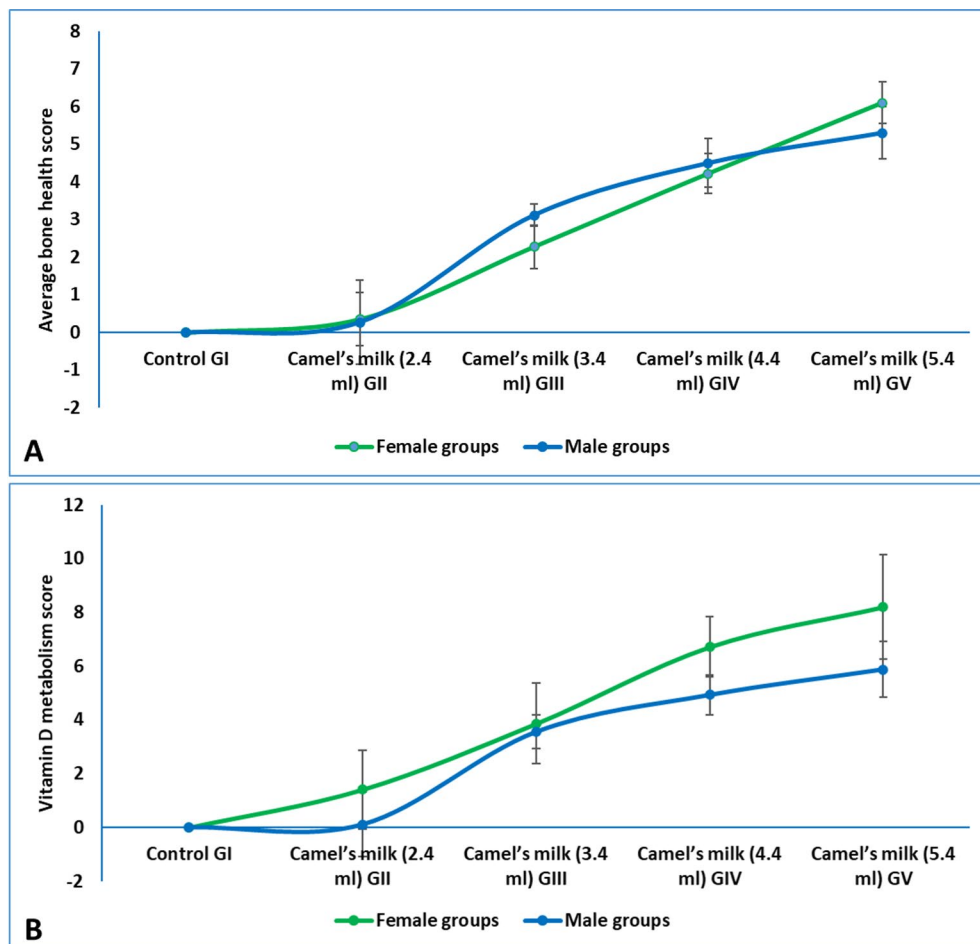 8
7
6
5
4
3
2
1
0
-1
-2
Average bone health score
Control GI
Camel's milk (2.4
ml) GII
Camel's milk (3.4
ml) GIII
Camel's milk (4.4
ml) GIV
Camel's milk (5.4
ml) GV
A
Female groups
Male groups
12
10
8
6
4
2
0
-2
Vitamin D metabolism score
Control GI
Camel's milk (2.4
ml) GII
Camel's milk (3.4
ml) GIII
Camel's milk (4.4
ml) GIV
Camel's milk (5.4
ml) GV
B
Female groups
Male groups